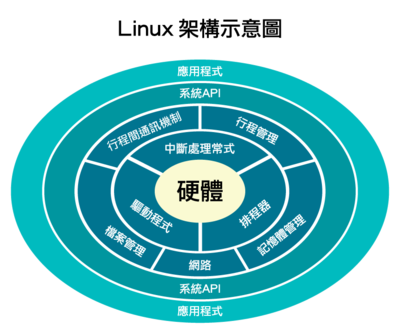 Linux 架構示意圖
應用程式
系統API
行程間通訊機制
行程管理
中斷處理常式
硬體
驅動程式
排程器
檔案管理
記憶體管理
網路
系統API
應用程式